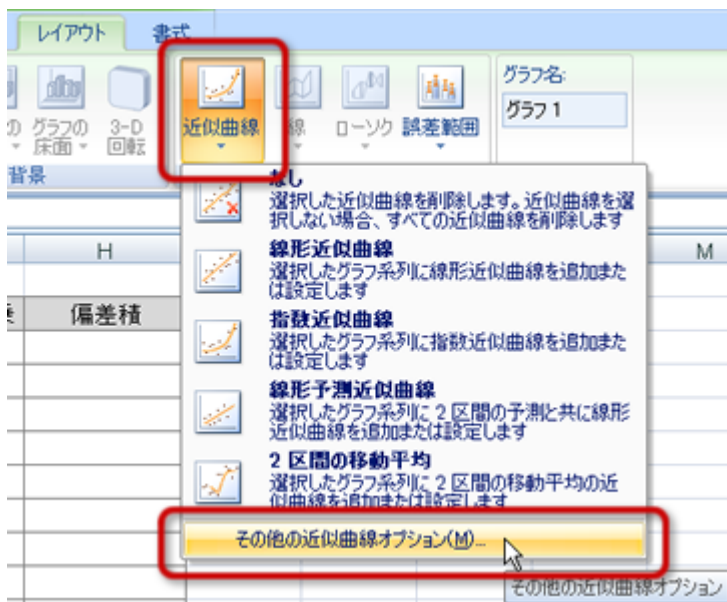 レイアウト 書式
グラフ名:
グラフ 1
近似曲線 線 ローソク 誤差範囲
の グラフの 3-D
床面 回転
背景
なし
選択した近似曲線を削除します。近似曲線を選
択しない場合、すべての近似曲線を削除します
H M
線形近似曲線
選択したグラフ系列に線形近似曲線を追加また
は設定します
偏差積
指数近似曲線
選択したグラフ系列に指数近似曲線を追加また
は設定します
線形予測近似曲線
選択したグラフ系列に 2 区間の予測と共に線形
近似曲線を追加または設定します
2 区間の移動平均
選択したグラフ系列に 2 区間の移動平均の近
似曲線を追加または設定します
その他の近似曲線オプション(M)...
その他の近似曲線オプション